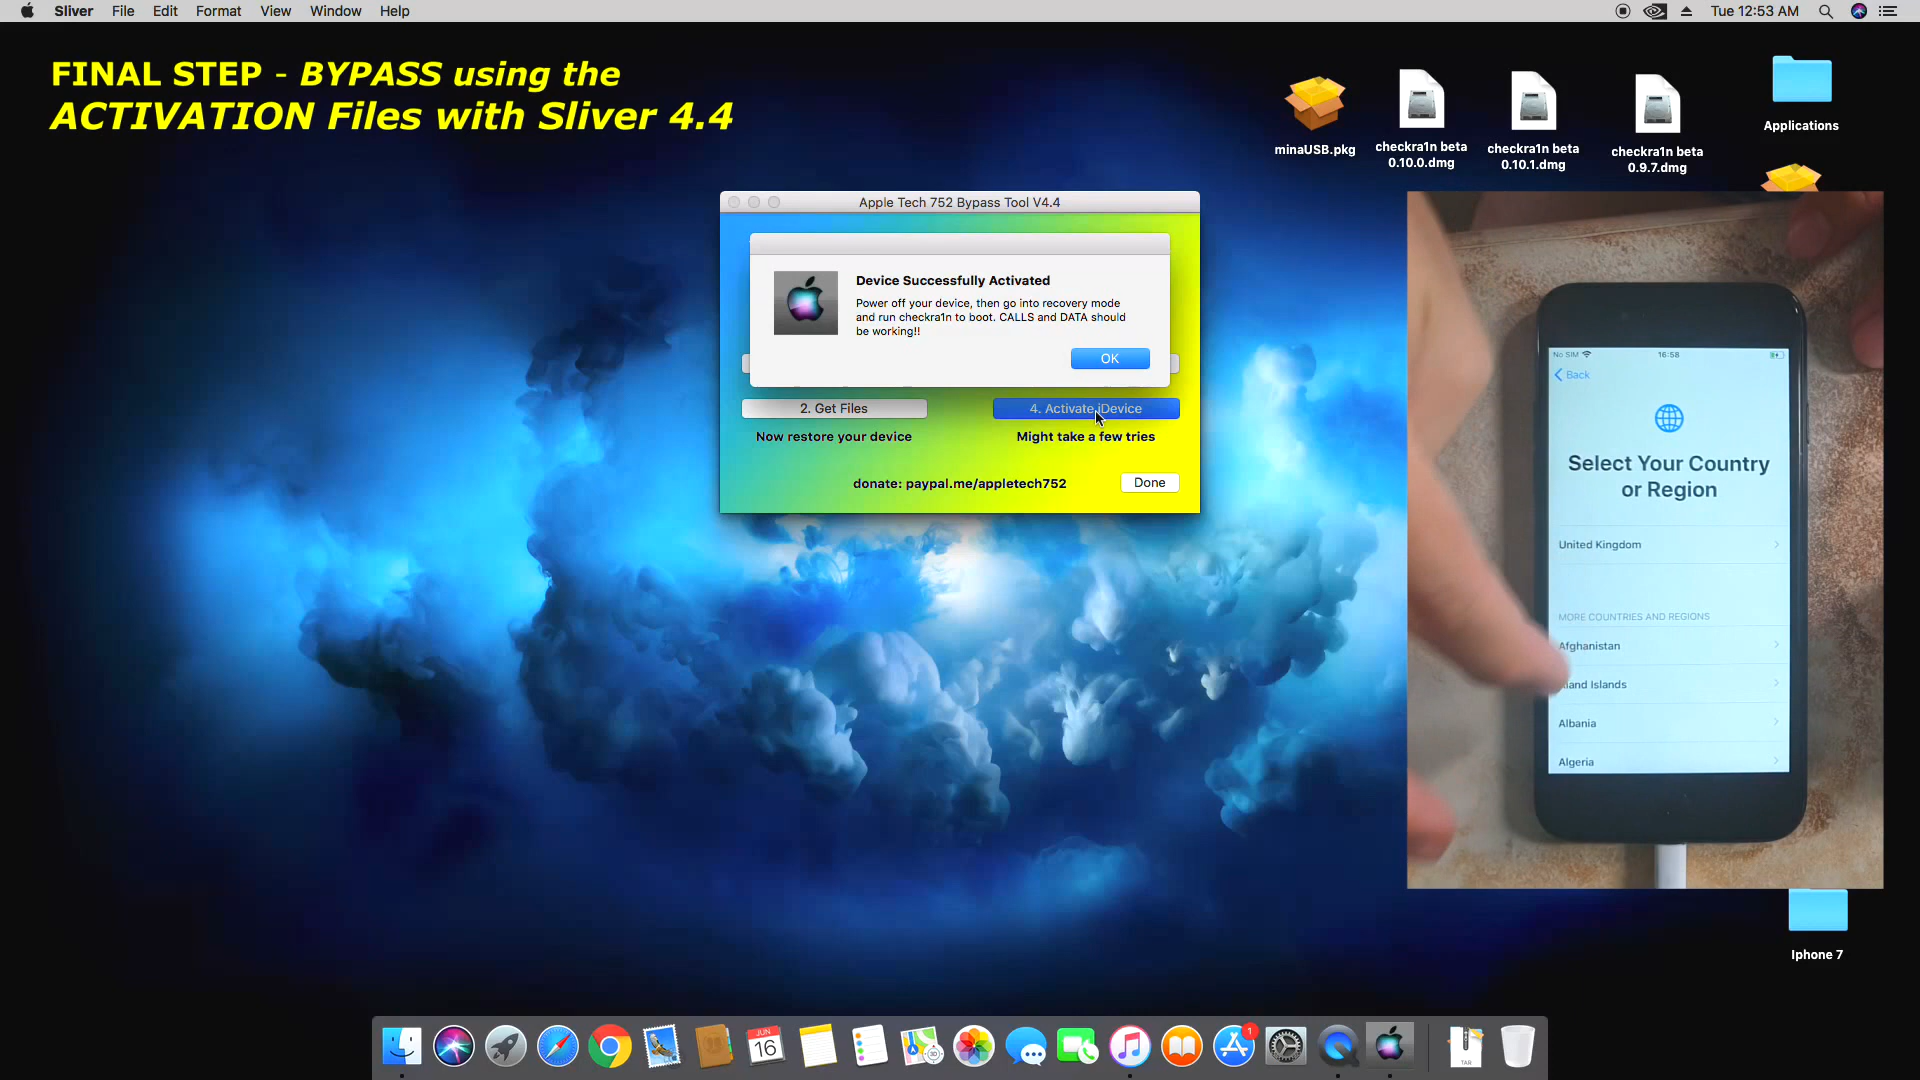 Sliver File Edit Format View Window Help
Tue 12:53 AM
FINAL STEP - BYPASS using the
ACTIVATION Files with Sliver 4.4
minaUSB.pkg
checkra1n beta
0.10.0.dmg
checkra1n beta
0.10.1.dmg
checkra1n beta
0.9.7.dmg
Applications
Apple Tech 752 Bypass Tool V4.4
Device Successfully Activated
Power off your device, then go into recovery mode
and run checkra1n to boot. CALLS and DATA should
be working!!
OK
2. Get Files
4. Activate iDevice
Now restore your device
Might take a few tries
donate: paypal.me/appletech752
Done
No SIM
16:58
Back
Select Your Country
or Region
United Kingdom
MORE COUNTRIES AND REGIONS
Afghanistan
Islands
Albania
Algeria
Iphone 7
JUN
16
1
TAR